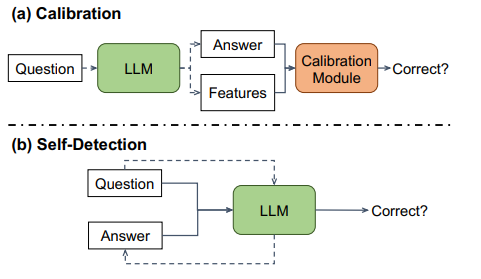 (a) Calibration
Question
LLM
Answer
Features
Calibration
Module
Correct?
(b) Self-Detection
Question
Answer
LLM
Correct?